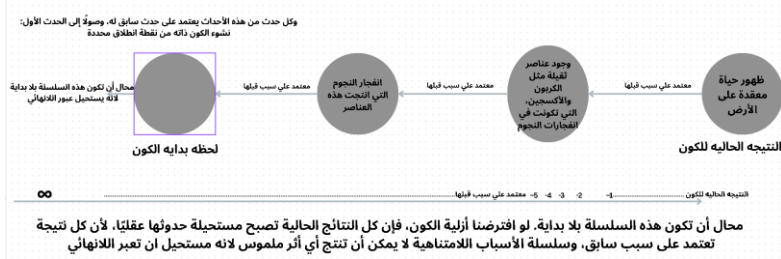 وكل حدث من هذه الأحداث يعتمد على حدث سابق له، وصولًا إلى الحدث الأول:
نشوء الكون ذاته من نقطة انطلاق محددة
ظهور حياة
معقدة على
الأرض
النتيجه الحاليه للكون
معتمد علي سبب قبلها
وجود عناصر
ثقيلة مثل
الكربون
والأكسجين،
التي تكونت في
انفجارات النجوم
معتمد علي سبب قبلها
انفجار النجوم
التي انتجت هذه
العناصر
معتمد علي سبب قبلها
لحظه بدايه الكون
محال أن تكون هذه السلسلة بلا بداية
لانه يستحيل عبور اللانهائي
النتيجه الحاليه للكون -1 -2 -3 -4 -5 معتمد علي سبب قبلها ∞
محال أن تكون هذه السلسلة بلا بداية. لو افترضنا أزلية الكون، فإن كل النتائج الحالية تصبح مستحيلة حدوثها عقليًا، لأن كل نتيجة
تعتمد على سبب سابق، وسلسلة الأسباب اللامتناهية لا يمكن أن تنتج أي أثر ملموس لانه مستحيل ان تعبر اللانهائي